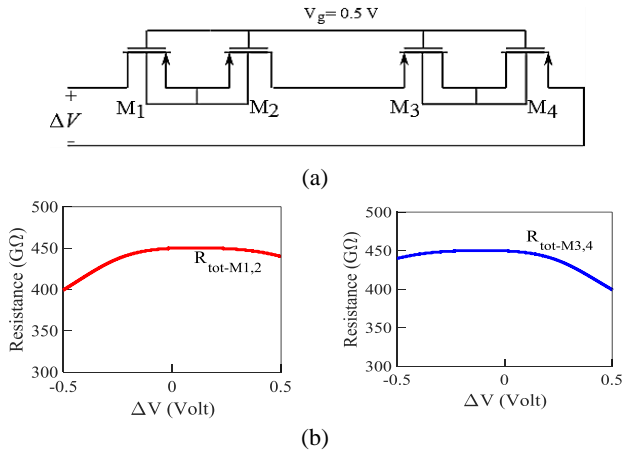 Vg= 0.5 V
+
ΔV
−
M1
M2
M3
M4
(a)
500
450
400
350
300
Resistance (GΩ)
Rtot-M1,2
-0.5
0
0.5
ΔV (Volt)
500
450
400
350
300
Resistance (GΩ)
Rtot-M3,4
-0.5
0
0.5
ΔV (Volt)
(b)